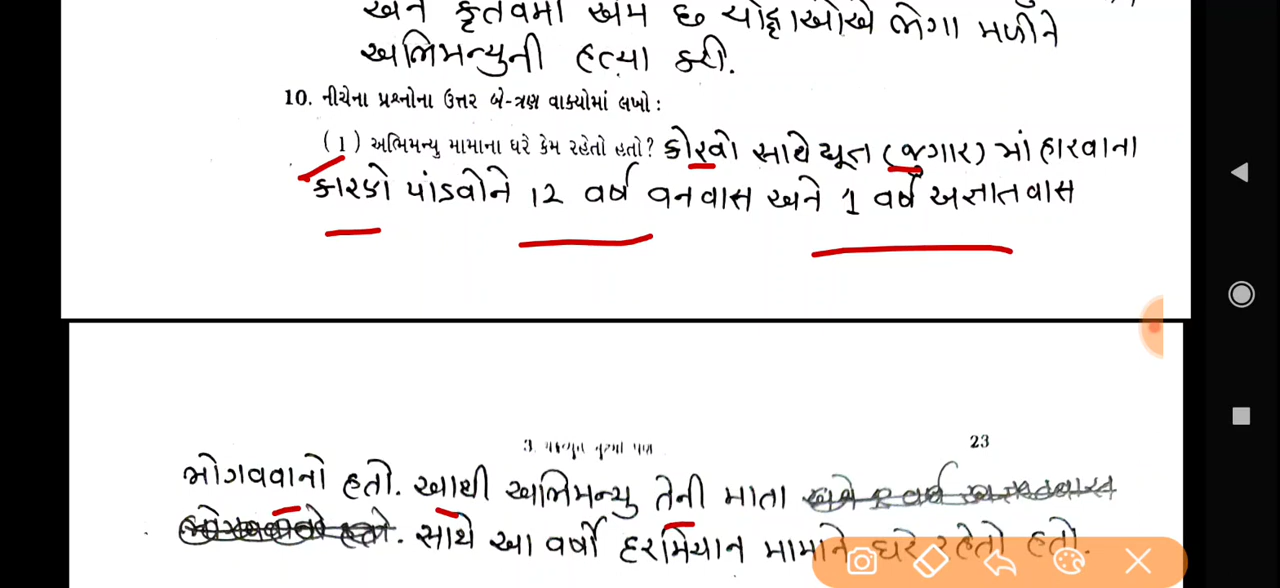 અને કૃતવર્મા એમ છ યોદ્ધાઓએ ભેગા મળીને
અભિમન્યુની હત્યા કરી.
10. નીચેના પ્રશ્નોના ઉત્તર બે-ત્રણ વાક્યોમાં લખો :
(1) અભિમન્યુ મામાના ઘરે કેમ રહેતો હતો? કૌરવો સાથે દ્યૂત (જુગાર) માં હારવાના
કારણે પાંડવોને 12 વર્ષ વનવાસ અને 1 વર્ષ અજ્ઞાતવાસ
23
ભોગવવાનો હતો. આથી અભિમન્યુ તેની માતા
સાથે આ વર્ષો દરમિયાન મામાને ઘરે રહેતો હતો.